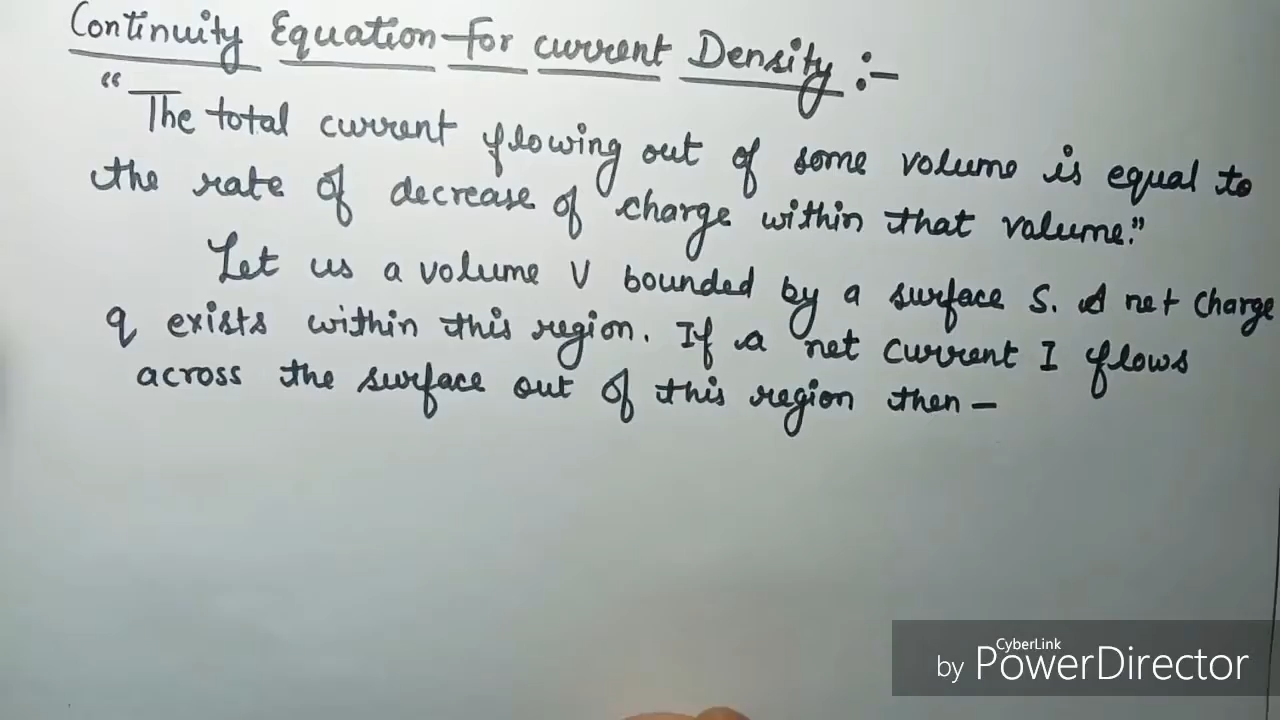 Continuity Equation for current Density :-
“The total current flowing out of some volume is equal to
the rate of decrease of charge within that volume.”
Let us a volume V bounded by a surface S. A net charge
q exists within this region. If a net current I flows
across the surface out of this region then -
CyberLink
by PowerDirector